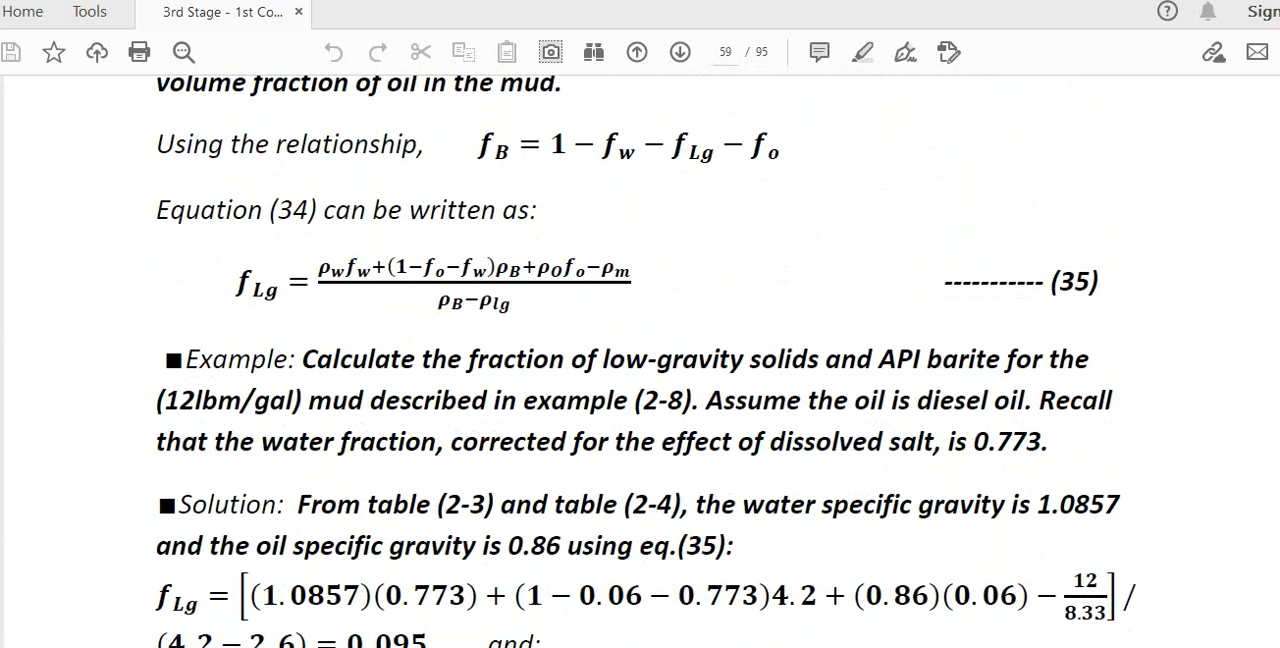 Home Tools 3rd Stage - 1st Co... × Sign
59 / 95
volume fraction of oil in the mud.
Using the relationship, f_B = 1 − f_w − f_Lg − f_o
Equation (34) can be written as:
f_Lg = (ρ_w f_w+(1−f_o−f_w)ρ_B+ρ_O f_o−ρ_m) / (ρ_B−ρ_lg) ----------- (35)
■Example: Calculate the fraction of low-gravity solids and API barite for the
(12lbm/gal) mud described in example (2-8). Assume the oil is diesel oil. Recall
that the water fraction, corrected for the effect of dissolved salt, is 0.773.
■Solution: From table (2-3) and table (2-4), the water specific gravity is 1.0857
and the oil specific gravity is 0.86 using eq.(35):
f_Lg = [(1.0857)(0.773) + (1 − 0.06 − 0.773)4.2 + (0.86)(0.06) − 12/8.33] /
(4.2 − 2.6) = 0.095 and: